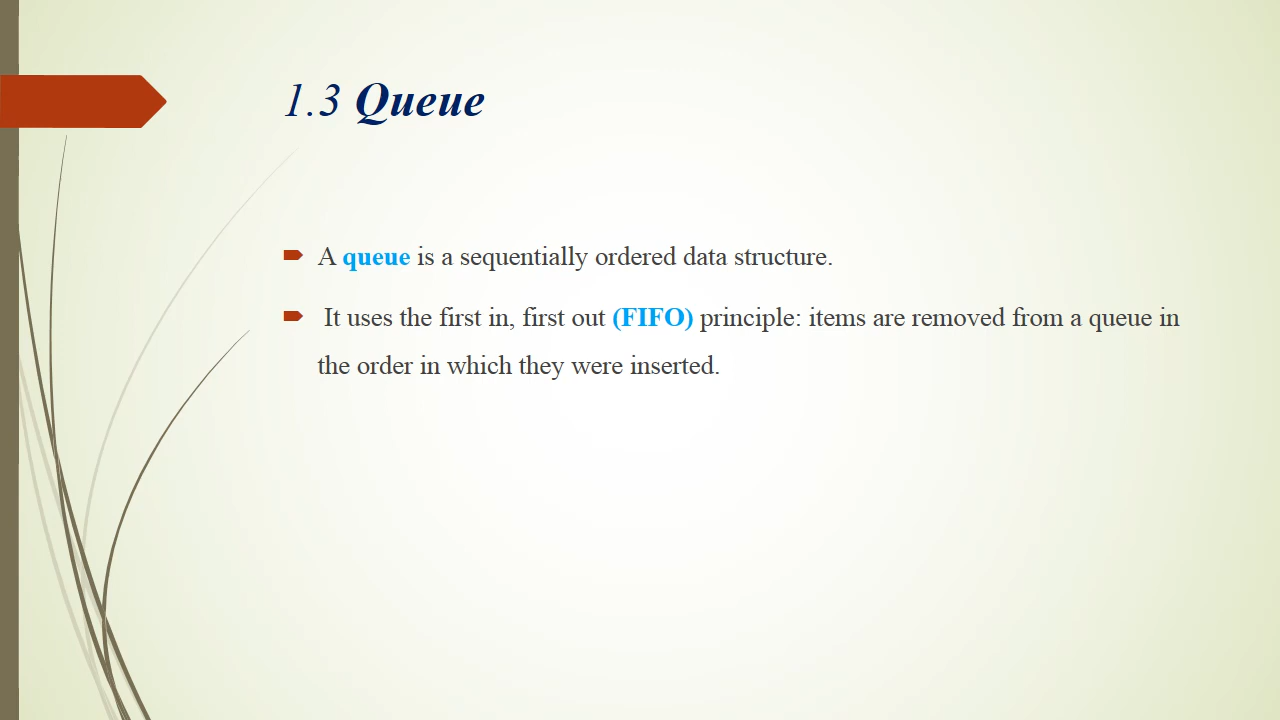 1.3 Queue
A queue is a sequentially ordered data structure.
It uses the first in, first out (FIFO) principle: items are removed from a queue in
the order in which they were inserted.